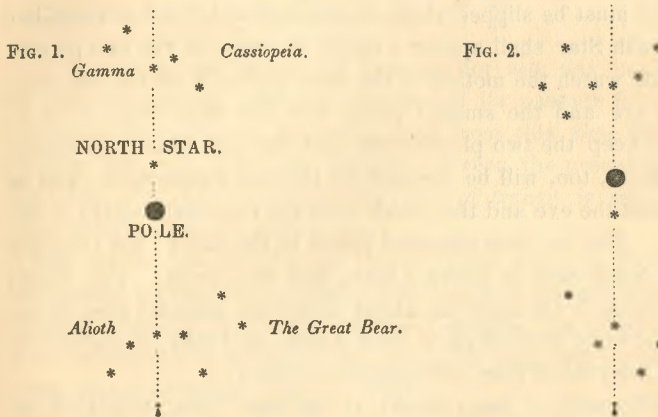 FIG. 1.
Cassiopeia.
FIG. 2.
Gamma
NORTH STAR.
POLE.
Alioth
The Great Bear.